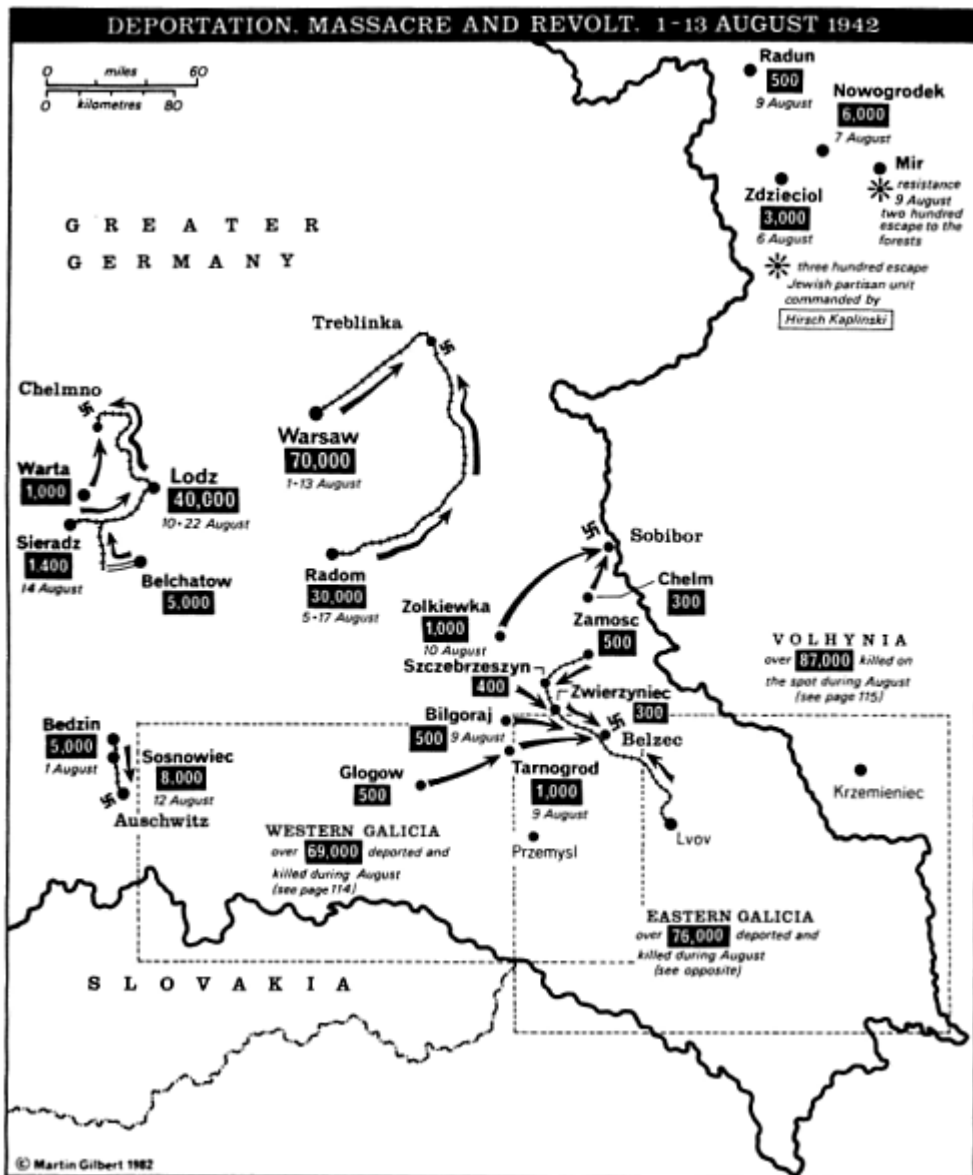 DEPORTATION. MASSACRE AND REVOLT. 1-13 AUGUST 1942
0 miles 60
0 kilometres 80
Radun
500
9 August
Nowogrodek
6,000
7 August
Mir
resistance
9 August
two hundred
escape to the
forests
Zdzieciol
3,000
6 August
three hundred escape
Jewish partisan unit
commanded by
Hirsch Kaplinski
GREATER
GERMANY
Treblinka
Chelmno
Warsaw
70,000
1-13 August
Warta
1,000
Lodz
40,000
10-22 August
Sieradz
1.400
14 August
Belchatow
5.000
Radom
30,000
5-17 August
Sobibor
Chelm
300
Zolkiewka
1,000
10 August
Zamosc
500
Szczebrzeszyn
400
Zwierzyniec
300
VOLHYNIA
over 87,000 killed on
the spot during August
(see page 115)
Bilgoraj
500 9 August
Belzec
Bedzin
5,000
1 August
Sosnowiec
8.000
12 August
Auschwitz
Glogow
500
Tarnogrod
1,000
9 August
Krzemieniec
Przemysl
Lvov
WESTERN GALICIA
over 69,000 deported and
killed during August
(see page 114)
EASTERN GALICIA
over 76,000 deported and
killed during August
(see opposite)
SLOVAKIA
© Martin Gilbert 1982